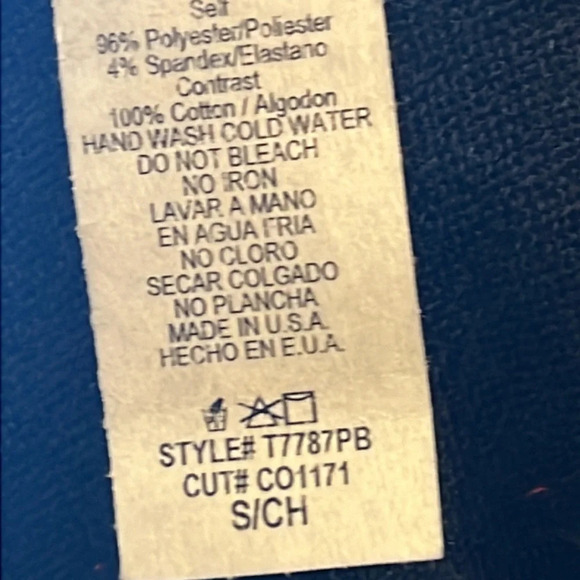 Self
96% Polyester/Poliester
4% Spandex/Elastano
Contrast
100% Cotton / Algodon
HAND WASH COLD WATER
DO NOT BLEACH
NO IRON
LAVAR A MANO
EN AGUA FRIA
NO CLORO
SECAR COLGADO
NO PLANCHA
MADE IN U.S.A.
HECHO EN E.U.A.
STYLE# T7787PB
CUT# CO1171
S/CH